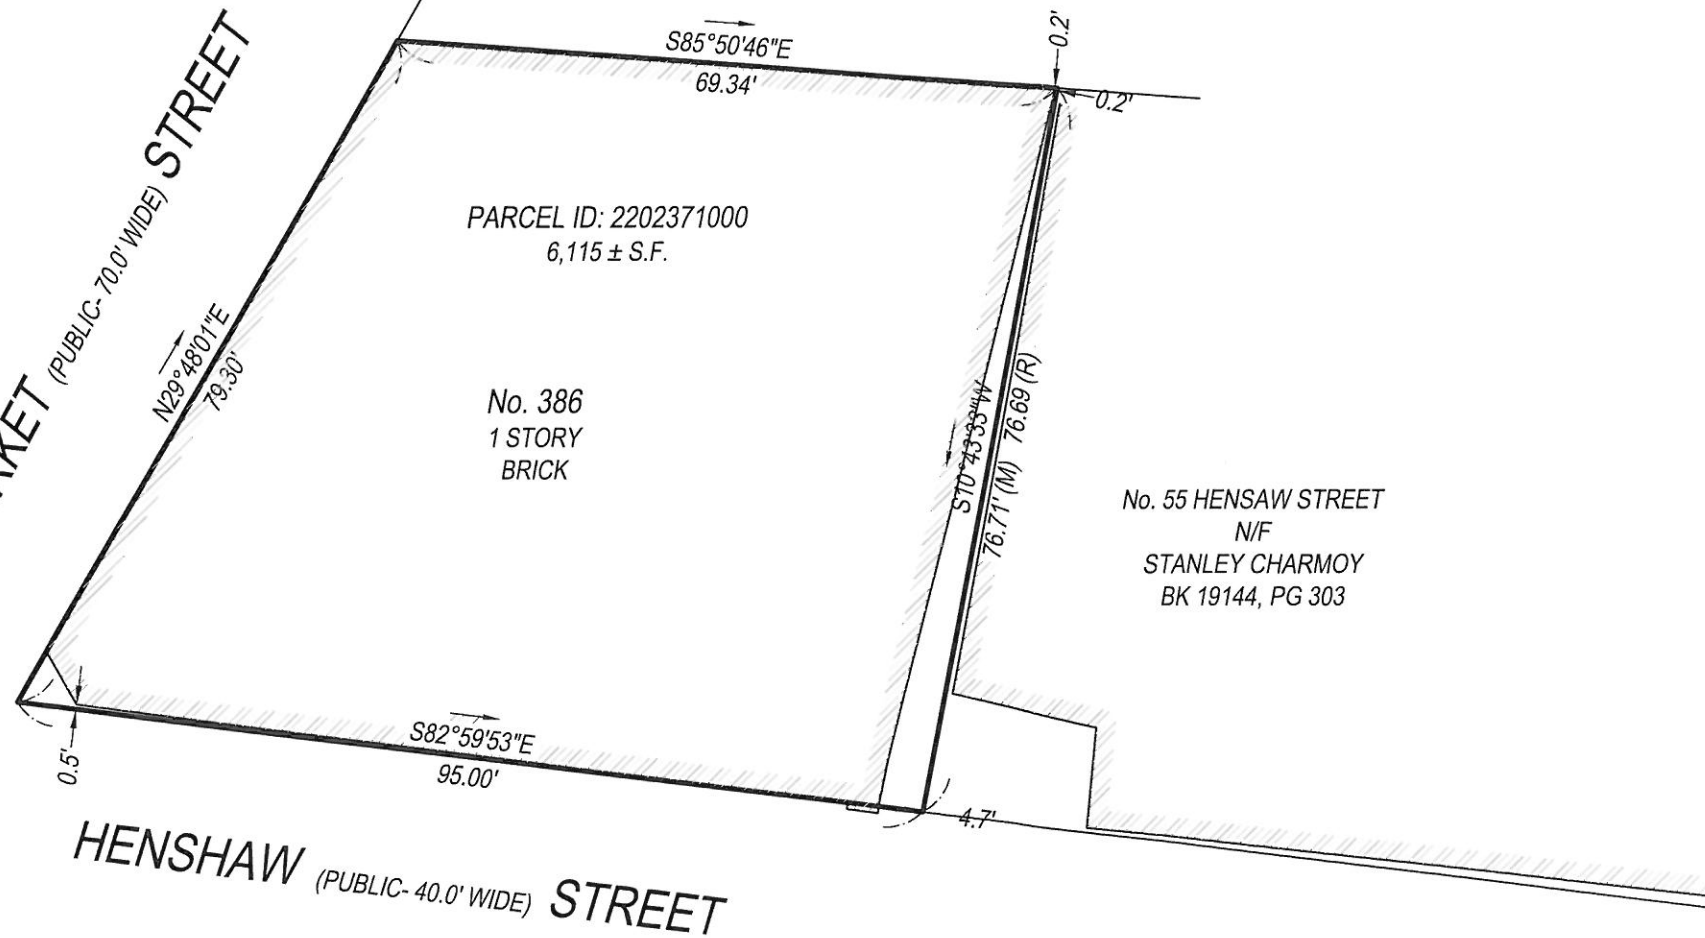 S85°50'46"E
69.34'
0.2'
0.2'
STREET
(PUBLIC- 70.0' WIDE)
PARCEL ID: 2202371000
6,115 ± S.F.
N29°48'01"E
79.30'
No. 386
1 STORY
BRICK
S10°43'33"W
76.71' (M) 76.69 (R)
No. 55 HENSAW STREET
N/F
STANLEY CHARMOY
BK 19144, PG 303
0.5'
S82°59'53"E
95.00'
4.7'
HENSHAW (PUBLIC- 40.0' WIDE) STREET